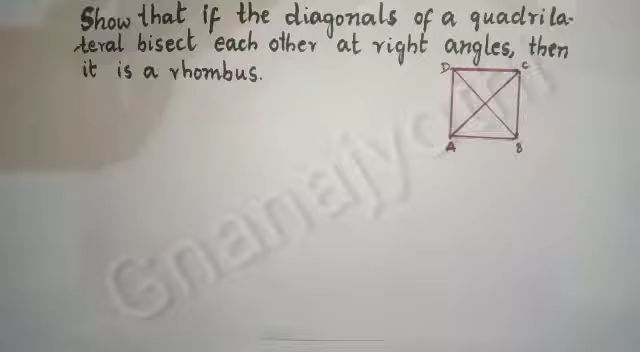 Show that if the diagonals of a quadrila-
teral bisect each other at right angles, then
it is a rhombus.
D C
A B
Gnanajyothi